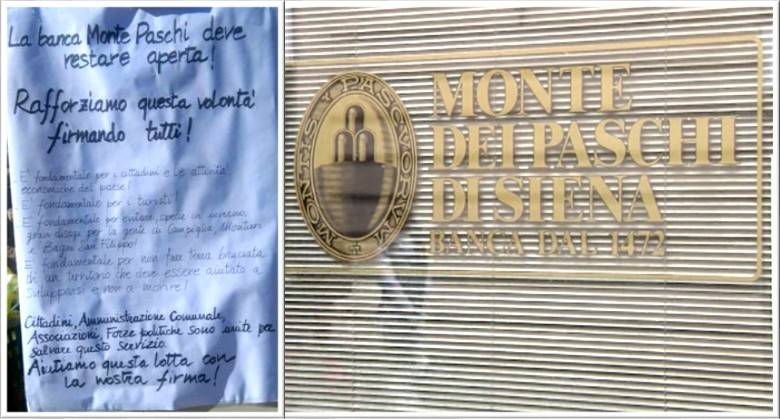 La banca Monte Paschi deve
restare aperta!
Rafforziamo questa volontà
firmando tutti!
E' fondamentale per i cittadini e le attività
economiche del paese!
E' fondamentale per i turisti!
E' fondamentale per evitare, specie in inverno,
gran disagi per la gente di Campiglia,
e Bagni San Filippo!
E' fondamentale per non fare terra bruciata
di un territorio che deve essere aiutato a
svilupparsi e non a morire!
Cittadini, Amministrazione Comunale,
Associazioni, Forze politiche sono unite per
salvare questo servizio
Aiutiamo questa lotta con
la nostra firma!
MONS PASCHORUM
MONTE
DEI PASCHI
DI SIENA
BANCA DAL 1472